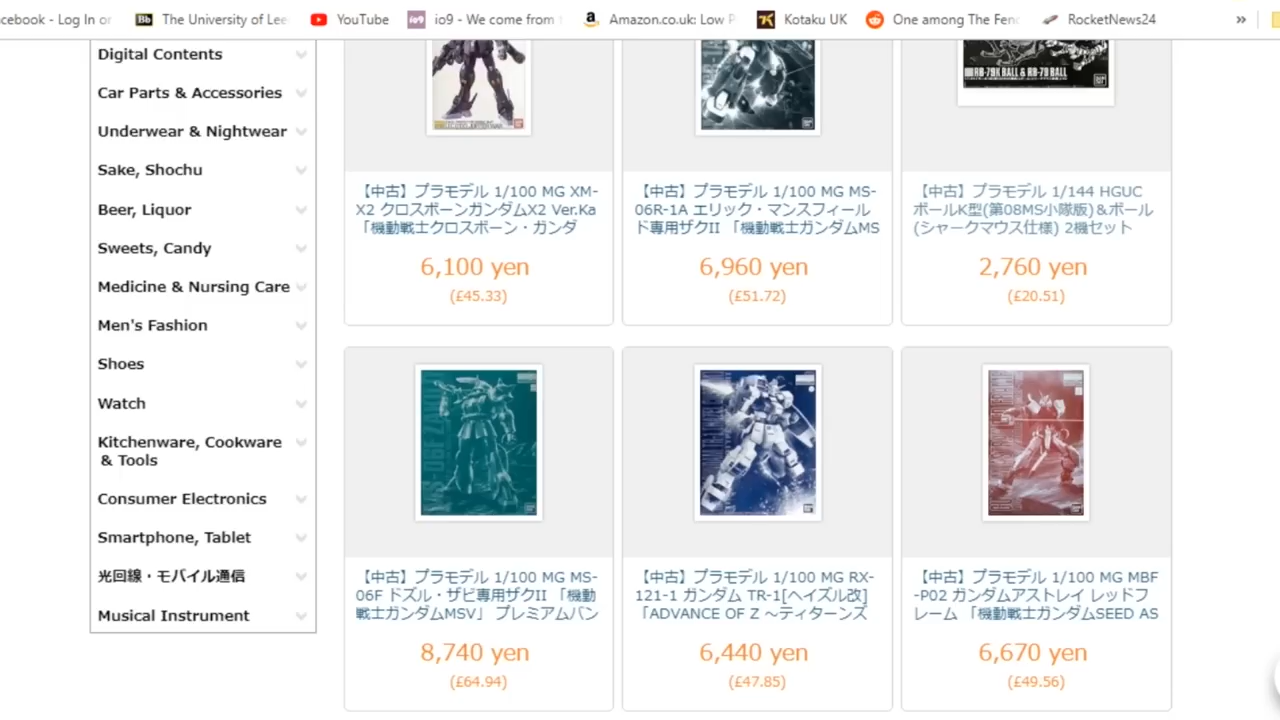 cebook - Log In or
The University of Lee
YouTube
io9 - We come from
Amazon.co.uk: Low P
Kotaku UK
One among The Fenc
RocketNews24
»
Digital Contents
Car Parts & Accessories
Underwear & Nightwear
Sake, Shochu
Beer, Liquor
Sweets, Candy
Medicine & Nursing Care
Men's Fashion
Shoes
Watch
Kitchenware, Cookware
& Tools
Consumer Electronics
Smartphone, Tablet
光回線・モバイル通信
Musical Instrument
【中古】プラモデル 1/100 MG XM-
X2 クロスボーンガンダムX2 Ver.Ka
「機動戦士クロスボーン・ガンダ
6,100 yen
(£45.33)
【中古】プラモデル 1/100 MG MS-
06R-1A エリック・マンスフィール
ド専用ザクII 「機動戦士ガンダムMS
6,960 yen
(£51.72)
RB-79K BALL & RB-79 BALL
【中古】プラモデル 1/144 HGUC
ボールK型(第08MS小隊版)＆ボール
(シャークマウス仕様) 2機セット
2,760 yen
(£20.51)
【中古】プラモデル 1/100 MG MS-
06F ドズル・ザビ専用ザクII 「機動
戦士ガンダムMSV」 プレミアムバン
8,740 yen
(£64.94)
【中古】プラモデル 1/100 MG RX-
121-1 ガンダム TR-1[ヘイズル改]
「ADVANCE OF Z ～ティターンズ
6,440 yen
(£47.85)
【中古】プラモデル 1/100 MG MBF
-P02 ガンダムアストレイ レッドフ
レーム 「機動戦士ガンダムSEED AS
6,670 yen
(£49.56)